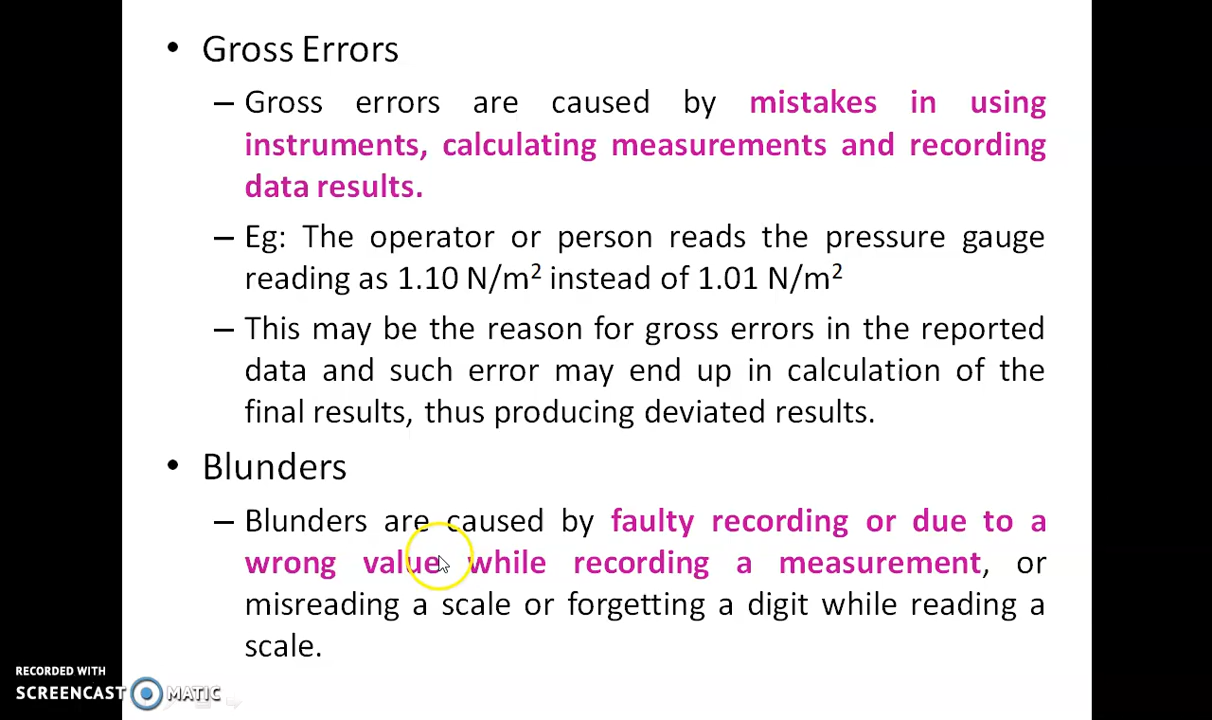 • Gross Errors
– Gross errors are caused by mistakes in using
instruments, calculating measurements and recording
data results.
– Eg: The operator or person reads the pressure gauge
reading as 1.10 N/m² instead of 1.01 N/m²
– This may be the reason for gross errors in the reported
data and such error may end up in calculation of the
final results, thus producing deviated results.
• Blunders
– Blunders are caused by faulty recording or due to a
wrong value while recording a measurement, or
misreading a scale or forgetting a digit while reading a
scale.
RECORDED WITH
SCREENCAST MATIC